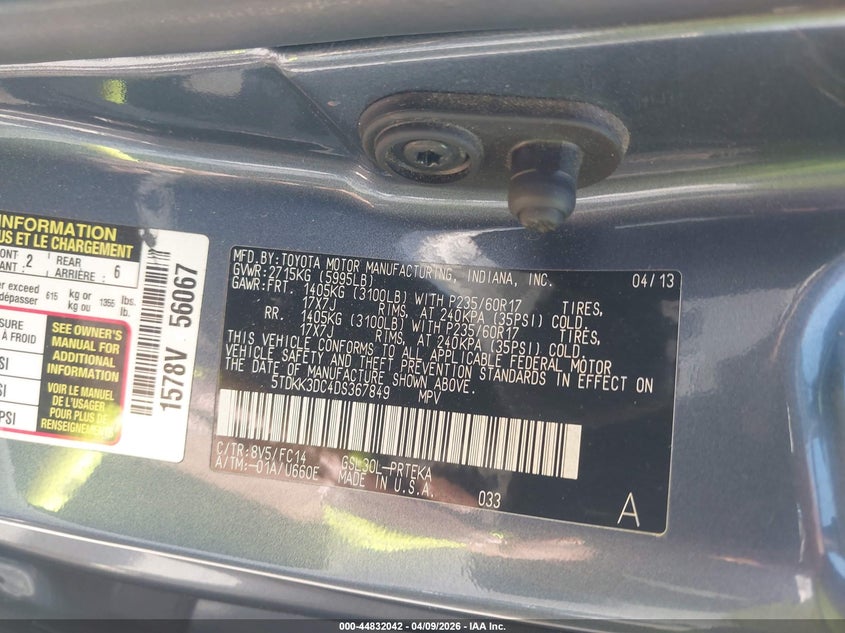 INFORMATION
US ET LE CHARGEMENT
ONT 2 REAR 6
ANT : ARRIÈRE :
er exceed 615 kg or 1356 lbs.
dépasser kg ou lb.
SURE
À FROID
SI
SI
PSI
SEE OWNER'S
MANUAL FOR
ADDITIONAL
INFORMATION
VOIR LE MANUEL
DE L'USAGER
POUR PLUS DE
RENSEIGNEMENTS
1578V 56067
MFD.BY:TOYOTA MOTOR MANUFACTURING, INDIANA, INC. 04/13
GVWR:2715KG (5995LB)
GAWR:FRT. 1405KG (3100LB) WITH P235/60R17 TIRES,
17X7J RIMS, AT 240KPA (35PSI) COLD.
RR. 1405KG (3100LB) WITH P235/60R17 TIRES,
17X7J RIMS, AT 240KPA (35PSI) COLD.
THIS VEHICLE CONFORMS TO ALL APPLICABLE FEDERAL MOTOR
VEHICLE SAFETY AND THEFT PREVENTION STANDARDS IN EFFECT ON
THE DATE OF MANUFACTURE SHOWN ABOVE.
5TDKK3DC4DS367849 MPV
C/TR:8V5/FC14 GSL30L-PRTEKA
A/TM:-01A/U660E MADE IN U.S.A. 033 A
000-44832042 - 04/09/2026 - IAA Inc.